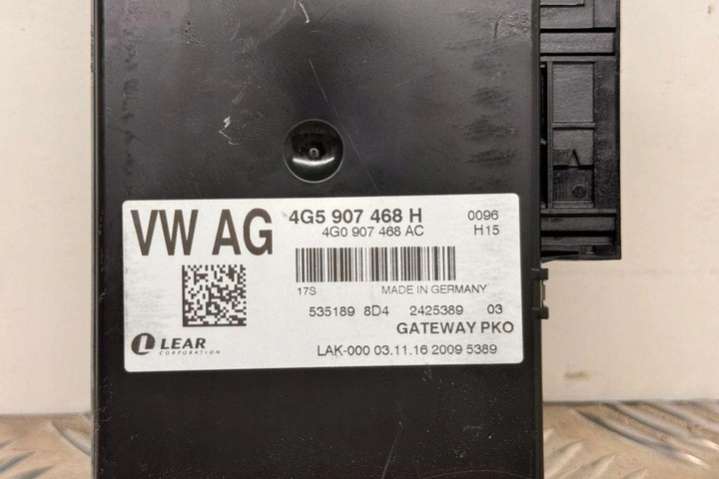 VW AG
4G5 907 468 H 0096
4G0 907 468 AC H15
17S MADE IN GERMANY
535189 8D4 2425389 03
GATEWAY PKO
LEAR
CORPORATION
LAK-000 03.11.16 2009 5389